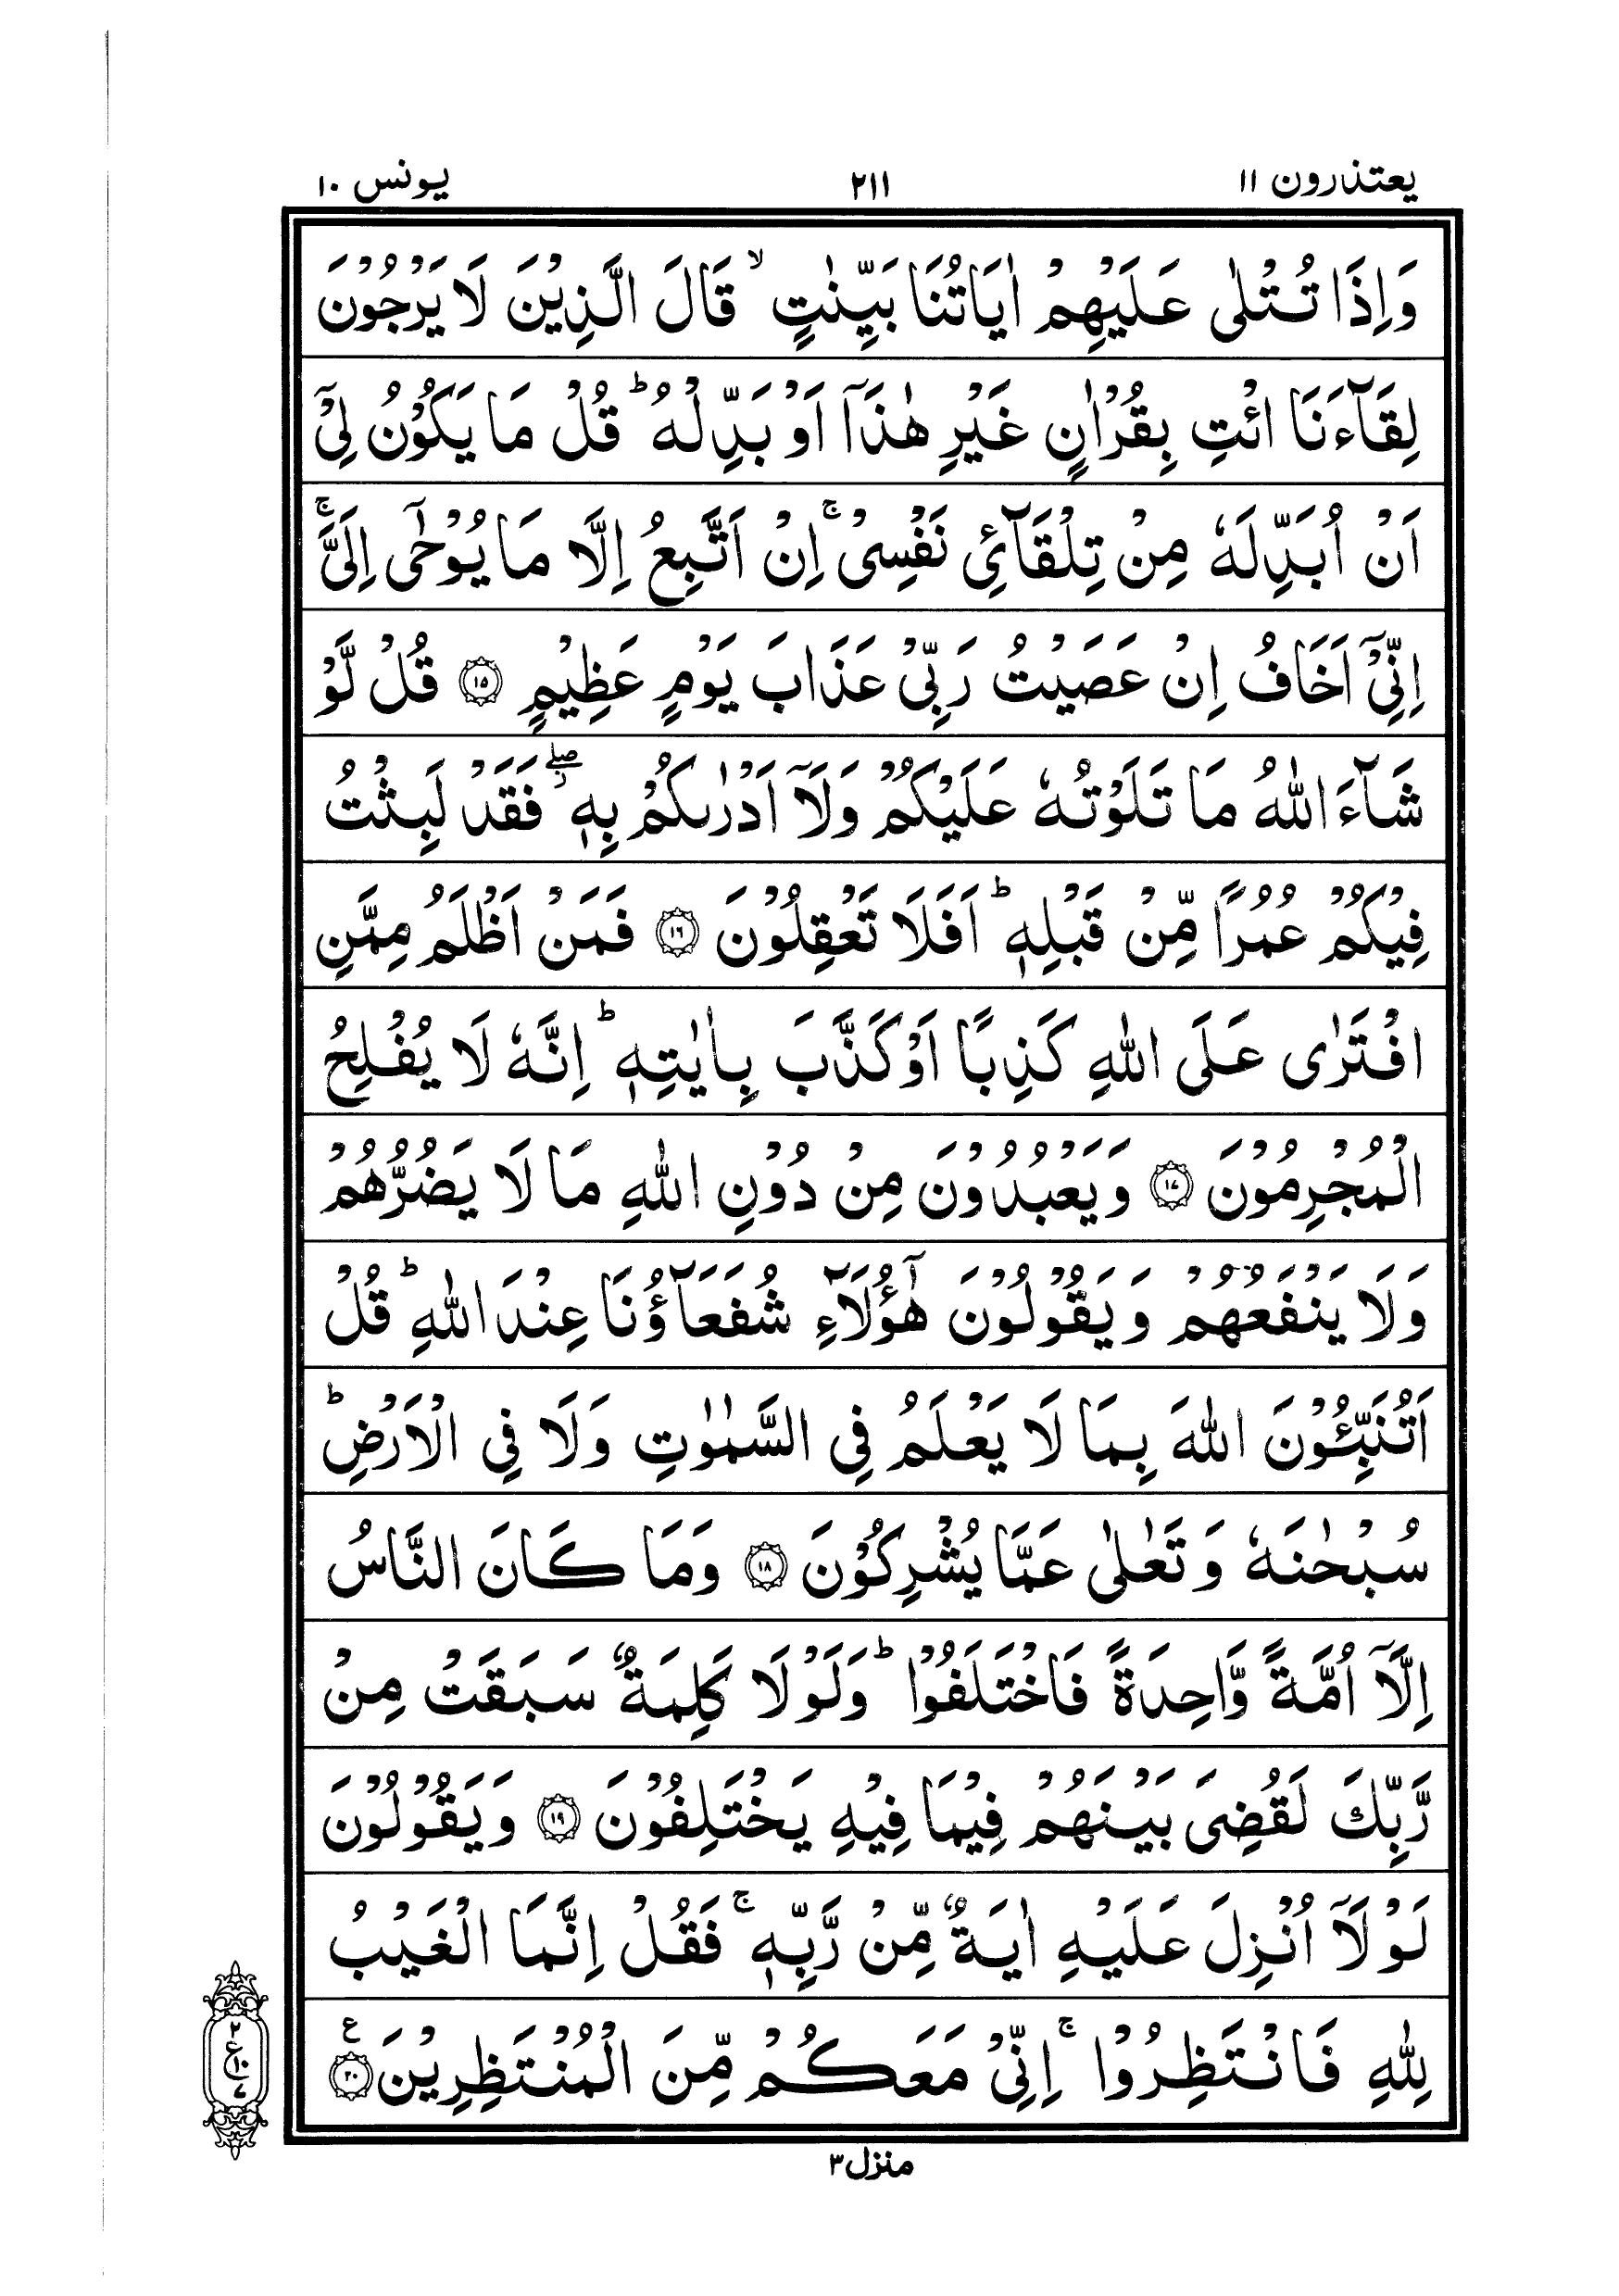 يعتذرون ١١
٢١١
يونس ١٠
وَاِذَا تُتْلٰى عَلَيْهِمْ اٰيَاتُنَا بَيِّنٰتٍ ۙ قَالَ الَّذِيْنَ لَا يَرْجُوْنَ
لِقَآءَنَا ائْتِ بِقُرْاٰنٍ غَيْرِ هٰذَآ اَوْ بَدِّلْهُ ؕ قُلْ مَا يَكُوْنُ لِيْٓ
اَنْ اُبَدِّلَهٗ مِنْ تِلْقَآئِ نَفْسِيْ ۚ اِنْ اَتَّبِعُ اِلَّا مَا يُوْحٰٓى اِلَيَّ ۚ
اِنِّيْٓ اَخَافُ اِنْ عَصَيْتُ رَبِّيْ عَذَابَ يَوْمٍ عَظِيْمٍ ۝١٥ قُلْ لَّوْ
شَآءَ اللّٰهُ مَا تَلَوْتُهٗ عَلَيْكُمْ وَلَآ اَدْرٰىكُمْ بِهٖ ۖ فَقَدْ لَبِثْتُ
فِيْكُمْ عُمُرًا مِّنْ قَبْلِهٖ ؕ اَفَلَا تَعْقِلُوْنَ ۝١٦ فَمَنْ اَظْلَمُ مِمَّنِ
افْتَرٰى عَلَى اللّٰهِ كَذِبًا اَوْ كَذَّبَ بِاٰيٰتِهٖ ؕ اِنَّهٗ لَا يُفْلِحُ
الْمُجْرِمُوْنَ ۝١٧ وَيَعْبُدُوْنَ مِنْ دُوْنِ اللّٰهِ مَا لَا يَضُرُّهُمْ
وَلَا يَنْفَعُهُمْ وَيَقُوْلُوْنَ هٰٓؤُلَآءِ شُفَعَآؤُنَا عِنْدَ اللّٰهِ ؕ قُلْ
اَتُنَبِّئُوْنَ اللّٰهَ بِمَا لَا يَعْلَمُ فِي السَّمٰوٰتِ وَلَا فِي الْاَرْضِ ؕ
سُبْحٰنَهٗ وَتَعٰلٰى عَمَّا يُشْرِكُوْنَ ۝١٨ وَمَا كَانَ النَّاسُ
اِلَّآ اُمَّةً وَّاحِدَةً فَاخْتَلَفُوْا ؕ وَلَوْلَا كَلِمَةٌ سَبَقَتْ مِنْ
رَّبِّكَ لَقُضِيَ بَيْنَهُمْ فِيْمَا فِيْهِ يَخْتَلِفُوْنَ ۝١٩ وَيَقُوْلُوْنَ
لَوْلَآ اُنْزِلَ عَلَيْهِ اٰيَةٌ مِّنْ رَّبِّهٖ ۚ فَقُلْ اِنَّمَا الْغَيْبُ
لِلّٰهِ فَانْتَظِرُوْا ۚ اِنِّيْ مَعَكُمْ مِّنَ الْمُنْتَظِرِيْنَ ۝٢٠ ع
٢
ع ١٠
٧
منزل ٣